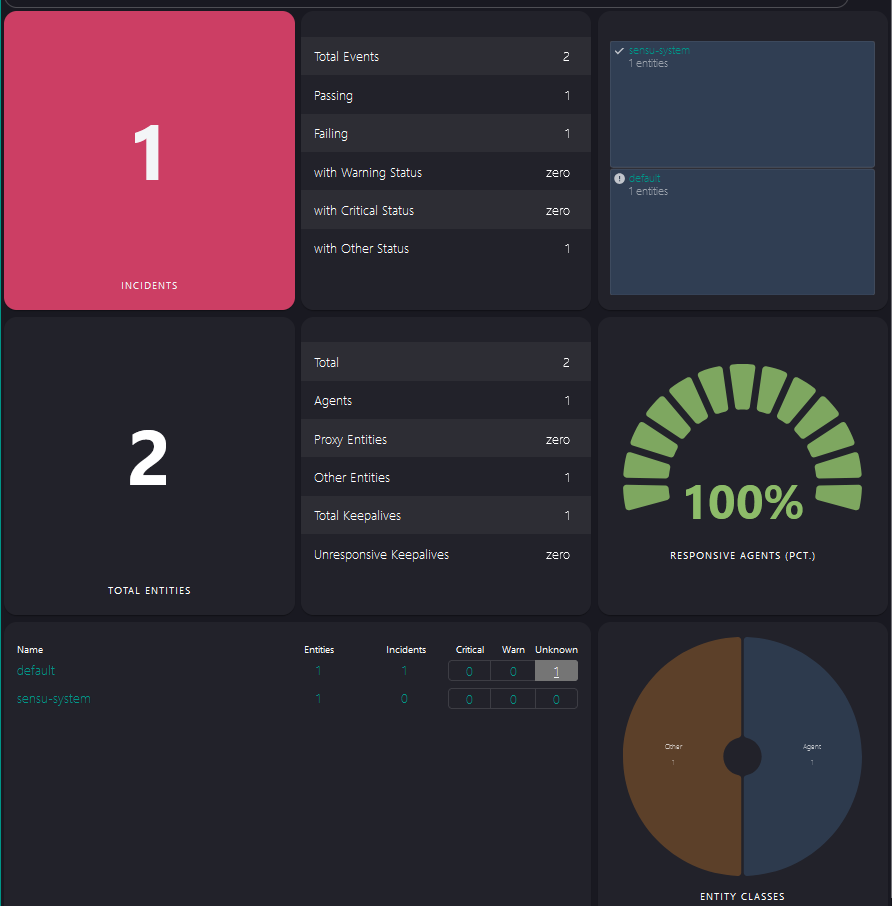 1
INCIDENTS
Total Events 2
Passing 1
Failing 1
with Warning Status zero
with Critical Status zero
with Other Status 1
sensu-system
1 entities
default
1 entities
2
TOTAL ENTITIES
Total 2
Agents 1
Proxy Entities zero
Other Entities 1
Total Keepalives 1
Unresponsive Keepalives zero
100%
RESPONSIVE AGENTS (PCT.)
Name Entities Incidents Critical Warn Unknown
default 1 1 0 0 1
sensu-system 1 0 0 0 0
Other
1
Agent
1
ENTITY CLASSES